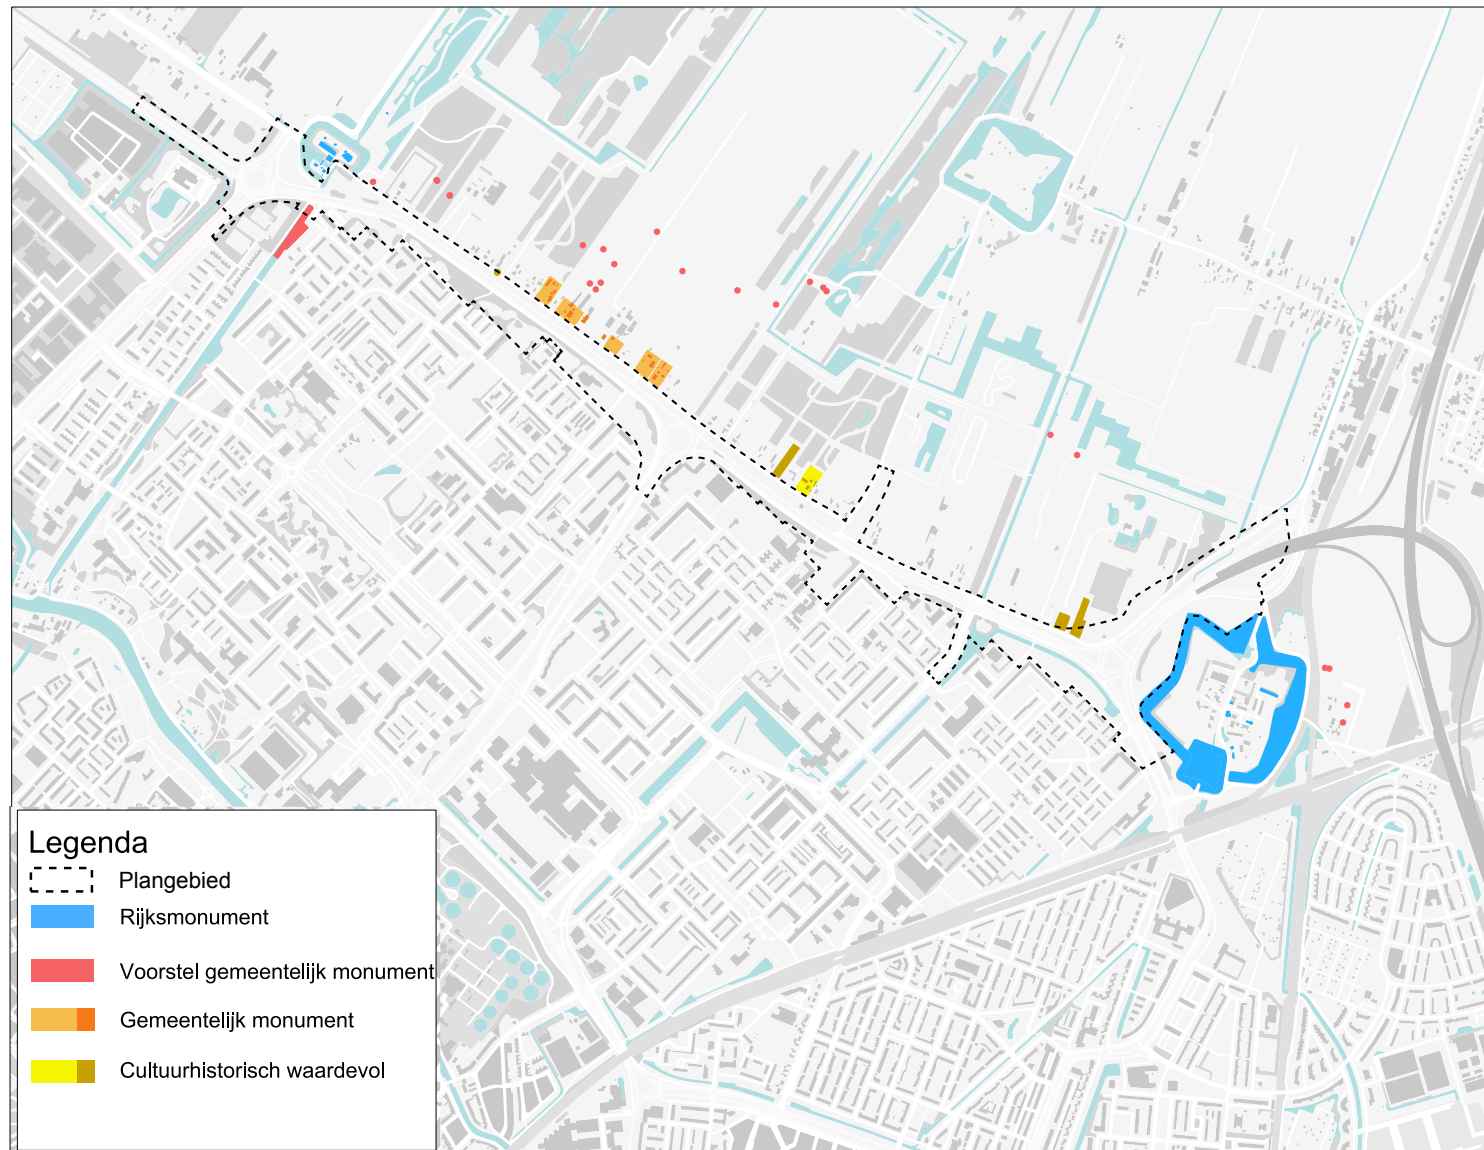 Legenda
Plangebied
Rijksmonument
Voorstel gemeentelijk monument
Gemeentelijk monument
Cultuurhistorisch waardevol